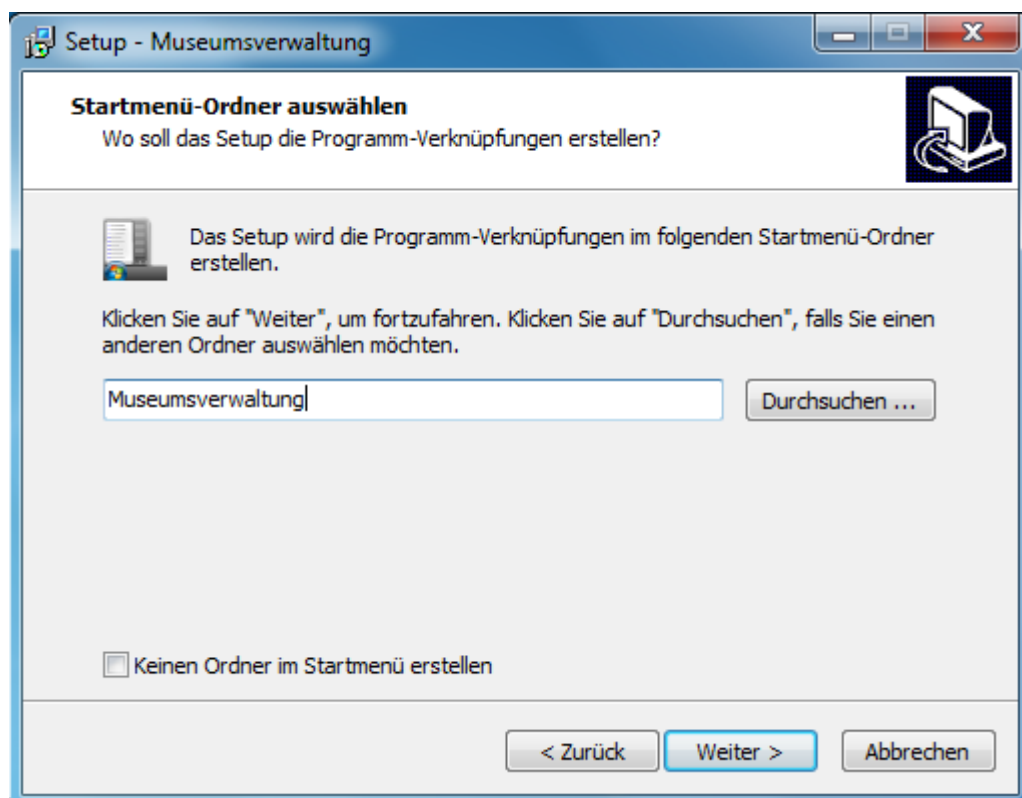 Setup - Museumsverwaltung
Startmenü-Ordner auswählen
Wo soll das Setup die Programm-Verknüpfungen erstellen?
Das Setup wird die Programm-Verknüpfungen im folgenden Startmenü-Ordner
erstellen.
Klicken Sie auf "Weiter", um fortzufahren. Klicken Sie auf "Durchsuchen", falls Sie einen
anderen Ordner auswählen möchten.
Museumsverwaltung
Durchsuchen ...
Keinen Ordner im Startmenü erstellen
< Zurück
Weiter >
Abbrechen